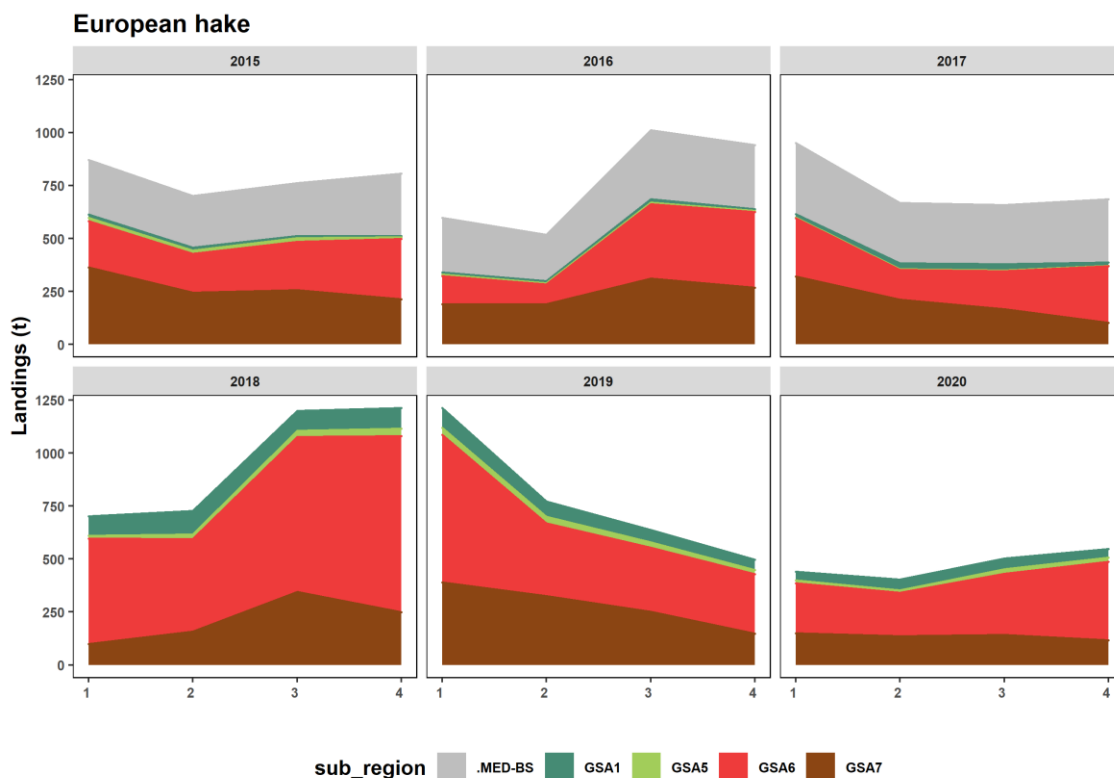 European hake
2015 2016 2017
1250
1000
750
500
250
0
Landings (t)
2018 2019 2020
1250
1000
750
500
250
0
1 2 3 4 1 2 3 4 1 2 3 4
sub_region .MED-BS GSA1 GSA5 GSA6 GSA7